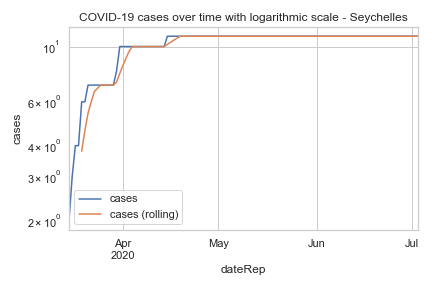 COVID-19 cases over time with logarithmic scale - Seychelles
10¹
6 × 10⁰
4 × 10⁰
3 × 10⁰
2 × 10⁰
cases
cases
cases (rolling)
Apr
2020
May
Jun
Jul
dateRep